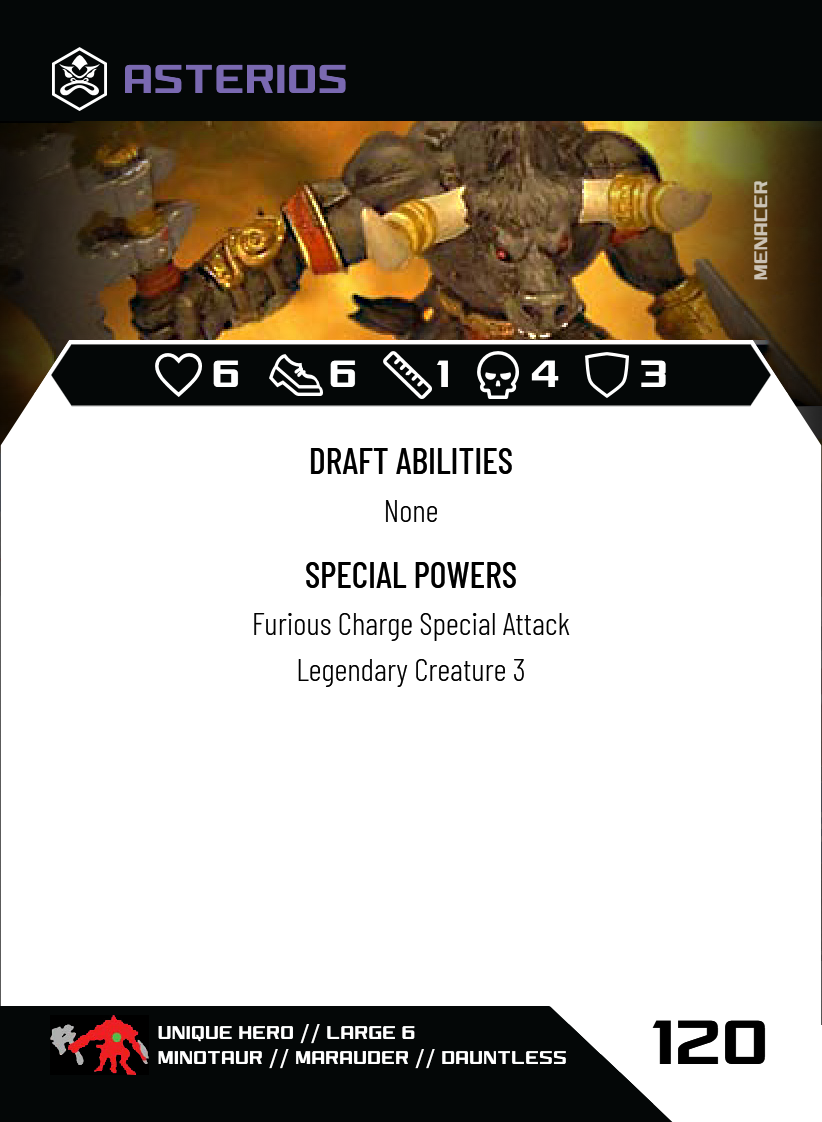 ASTERIOS
MENACER
6 6 1 4 3
DRAFT ABILITIES
None
SPECIAL POWERS
Furious Charge Special Attack
Legendary Creature 3
UNIQUE HERO // LARGE 6
MINOTAUR // MARAUDER // DAUNTLESS
120